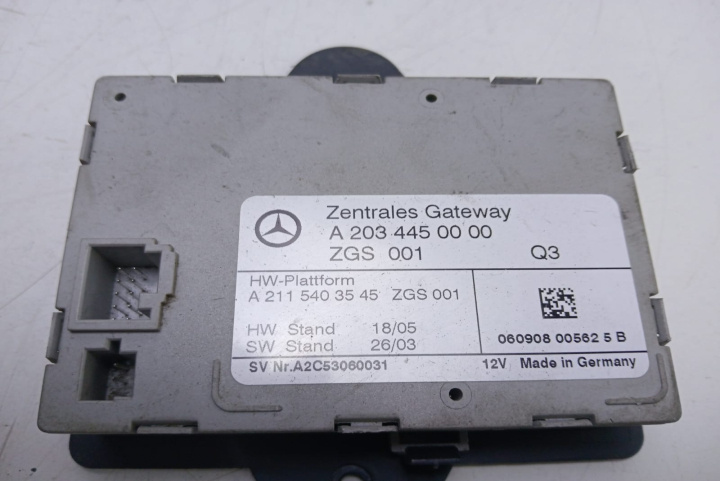 Zentrales Gateway
A 203 445 00 00
ZGS 001 Q3
HW-Plattform
A 211 540 35 45 ZGS 001
HW Stand 18/05
SW Stand 26/03
060908 00562 5 B
SV Nr.A2C53060031 12V Made in Germany